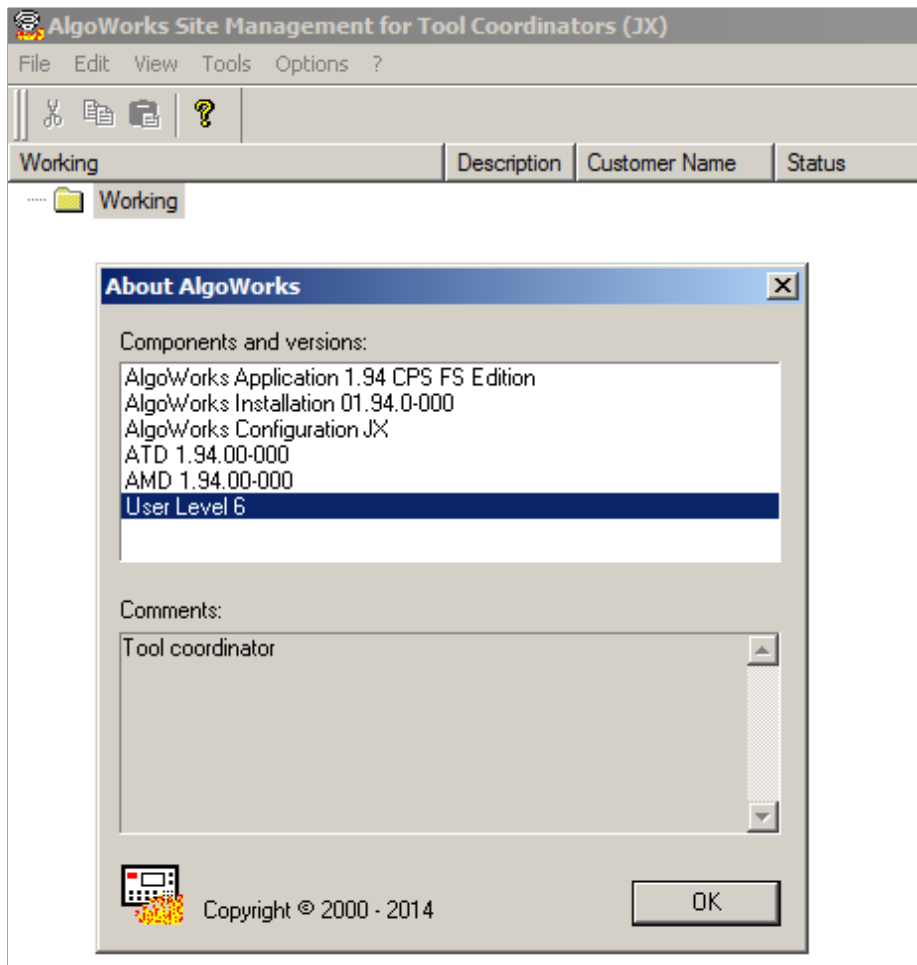 AlgoWorks Site Management for Tool Coordinators (JX)
File Edit View Tools Options ?
Working Description Customer Name Status
Working
About AlgoWorks
Components and versions:
AlgoWorks Application 1.94 CPS FS Edition
AlgoWorks Installation 01.94.0-000
AlgoWorks Configuration JX
ATD 1.94.00-000
AMD 1.94.00-000
User Level 6
Comments:
Tool coordinator
Copyright © 2000 - 2014
OK